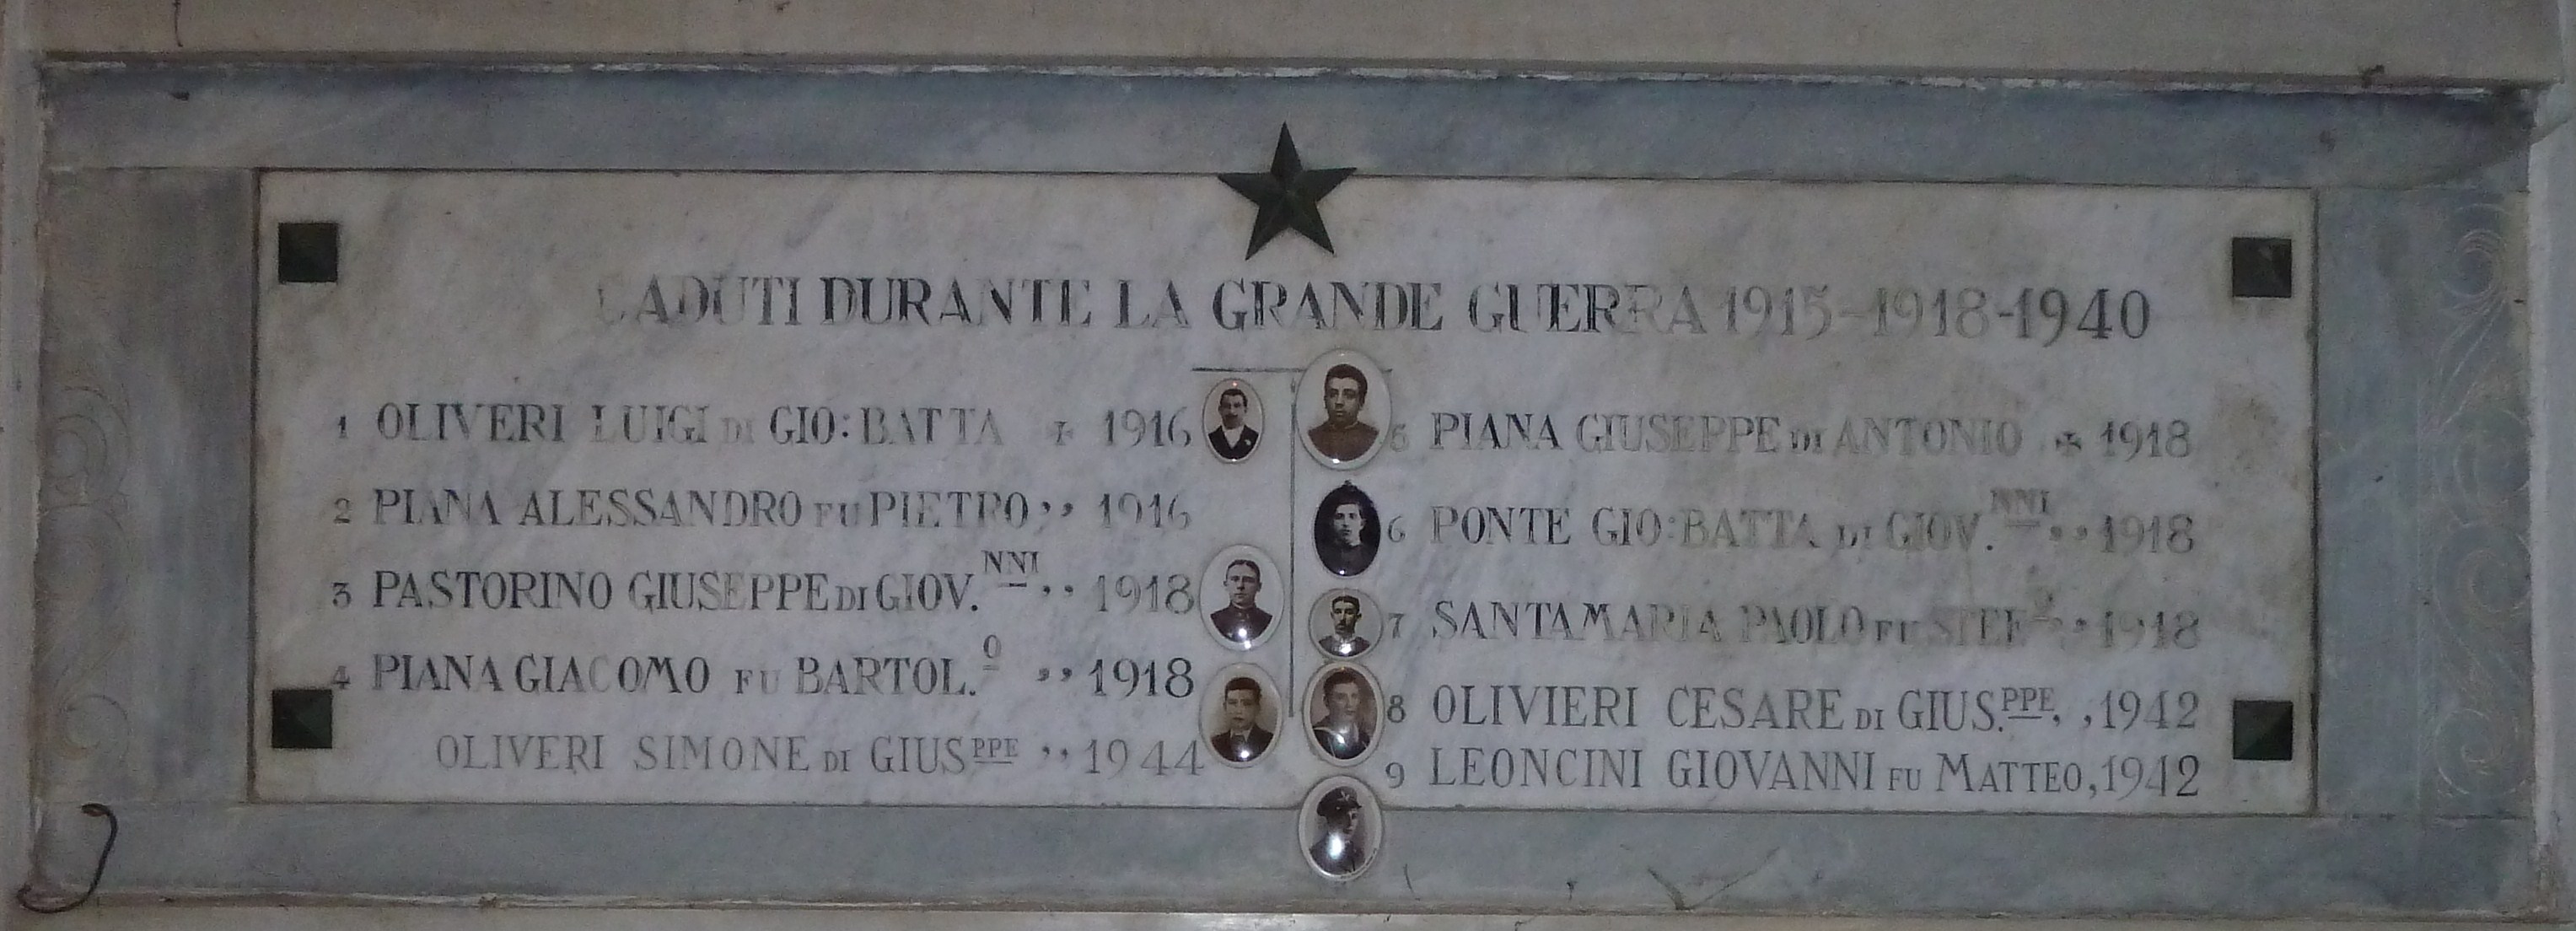 CADUTI DURANTE LA GRANDE GUERRA 1915-1918-1940
1 OLIVERI LUIGI DI GIO: BATTA ✠ 1916
2 PIANA ALESSANDRO FU PIETRO ,, 1916
3 PASTORINO GIUSEPPE DI GIOV.NNI ,, 1918
4 PIANA GIACOMO FU BARTOL.O ,, 1918
OLIVERI SIMONE DI GIUSPPE ,, 1944
5 PIANA GIUSEPPE DI ANTONIO ✠ 1918
6 PONTE GIO: BATTA DI GIOV.NNI ,, 1918
7 SANTAMARIA PAOLO FU STEF.O ,, 1918
8 OLIVIERI CESARE DI GIUS.PPE, ,1942
9 LEONCINI GIOVANNI FU MATTEO,1942